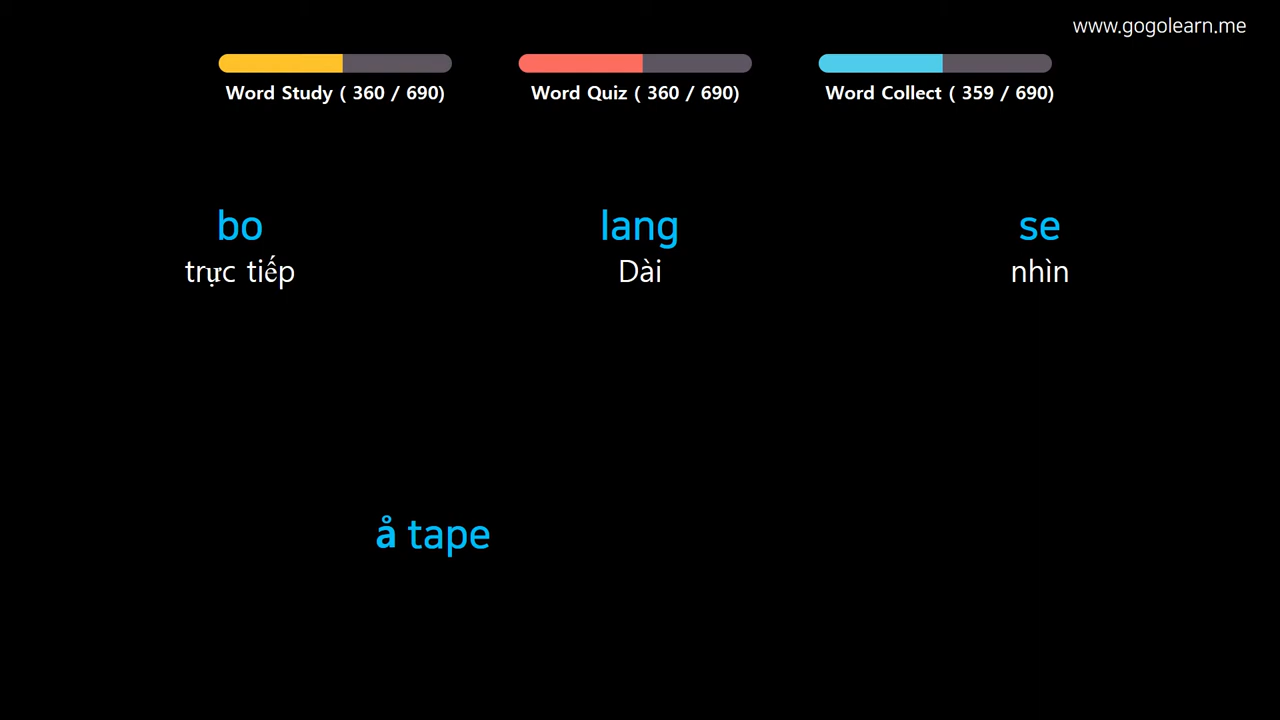 www.gogolearn.me
Word Study ( 360 / 690)
Word Quiz ( 360 / 690)
Word Collect ( 359 / 690)
bo
trực tiếp
lang
Dài
se
nhìn
å tape